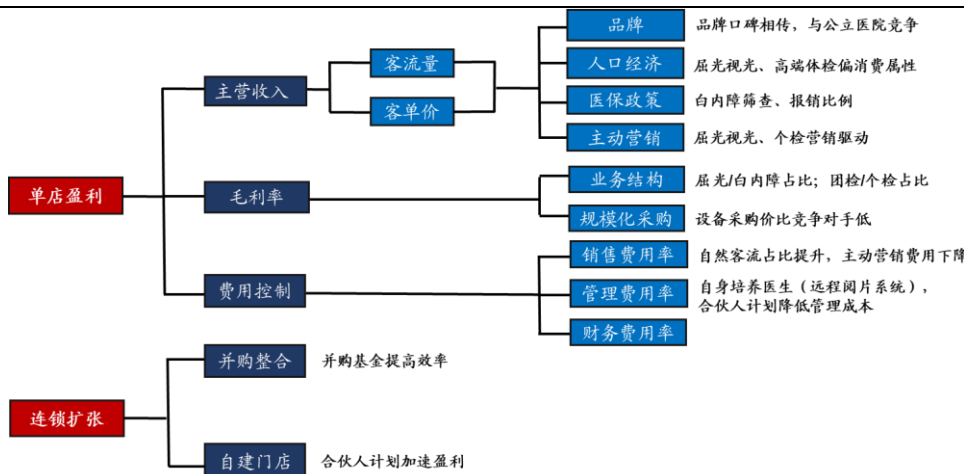 品牌
品牌口碑相传，与公立医院竞争
客流量
人口经济
屈光视光、高端体检偏消费属性
主营收入
医保政策
白内障筛查、报销比例
客单价
主动营销
屈光视光、个检营销驱动
单店盈利
毛利率
业务结构
屈光/白内障占比；团检/个检占比
规模化采购
设备采购价比竞争对手低
销售费用率
自然客流占比提升，主动营销费用下降
费用控制
管理费用率
自身培养医生（远程阅片系统），
合伙人计划降低管理成本
财务费用率
并购整合
并购基金提高效率
连锁扩张
自建门店
合伙人计划加速盈利